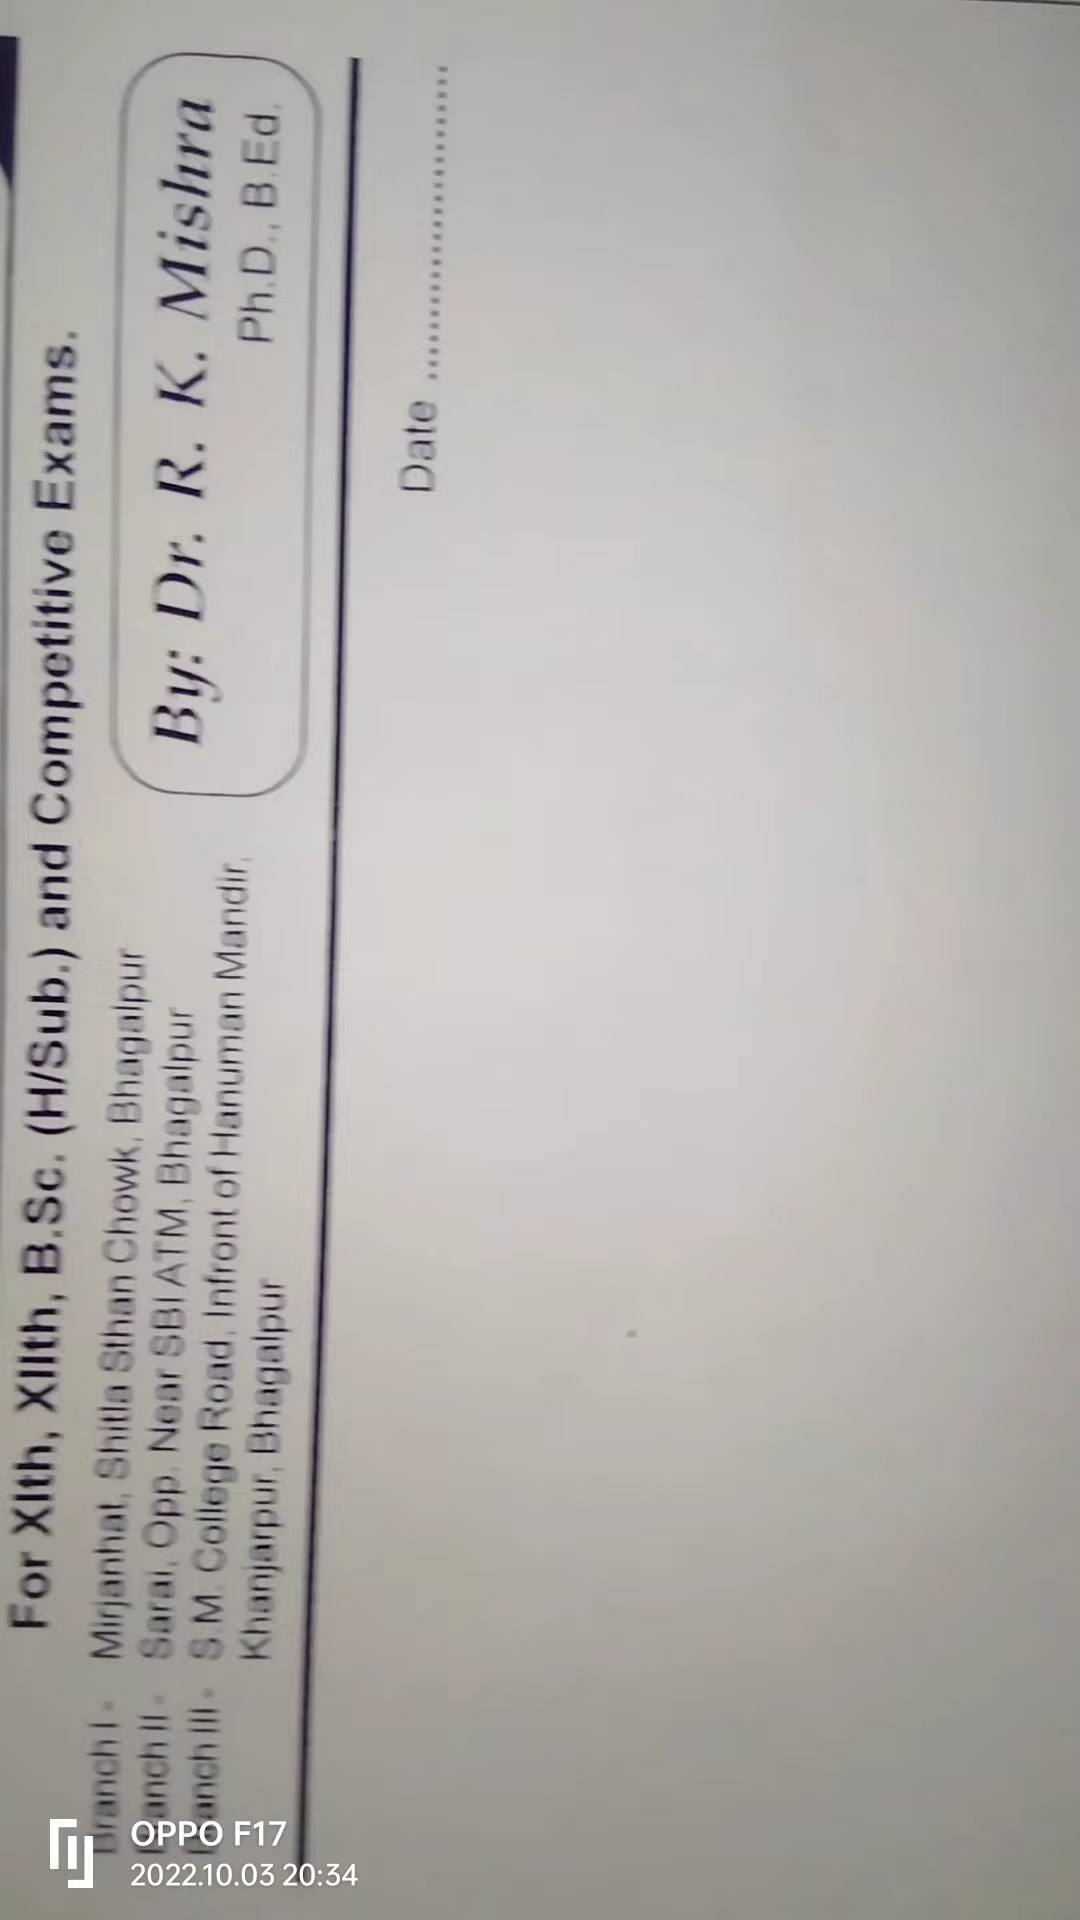 For XIth, XIIth, B.Sc. (H/Sub.) and Competitive Exams.
Branch I - Mirjanhat, Shitla Sthan Chowk, Bhagalpur
Branch II - Sarai, Opp. Near SBI ATM, Bhagalpur
Branch III - S.M. College Road, Infront of Hanuman Mandir,
Khanjarpur, Bhagalpur
By: Dr. R. K. Mishra
Ph.D., B.Ed.
Date ........................................
OPPO F17
2022.10.03 20:34